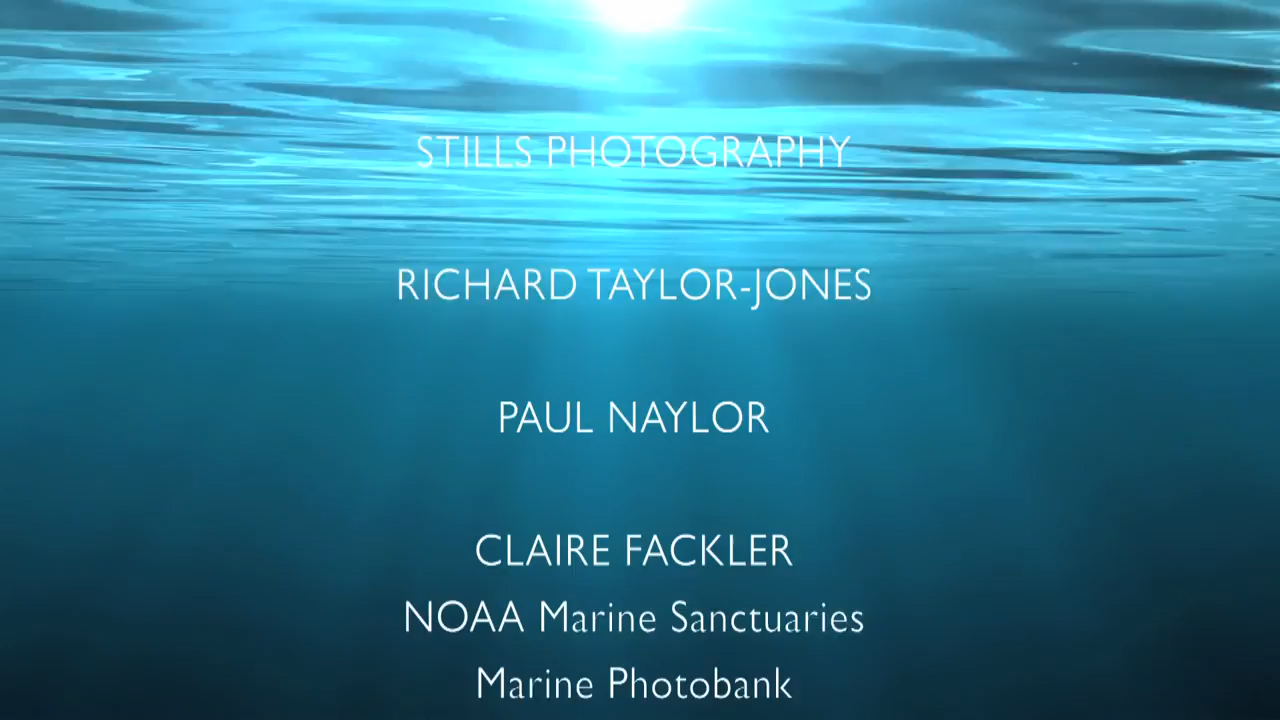 STILLS PHOTOGRAPHY
RICHARD TAYLOR-JONES
PAUL NAYLOR
CLAIRE FACKLER
NOAA Marine Sanctuaries
Marine Photobank